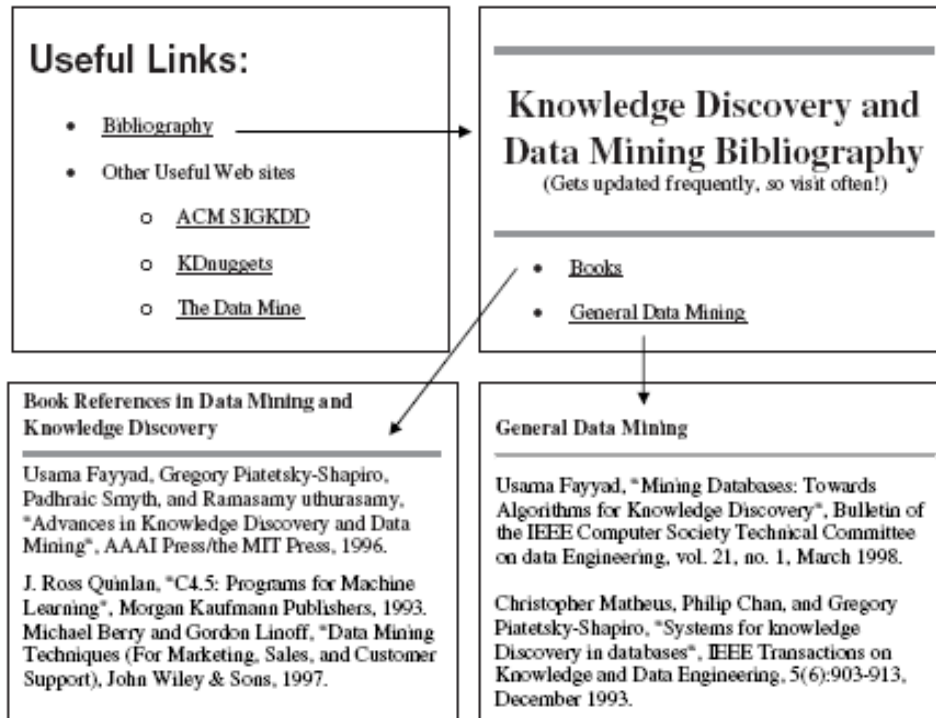 Useful Links:
• Bibliography
• Other Useful Web sites
o ACM SIGKDD
o KDnuggets
o The Data Mine
Knowledge Discovery and
Data Mining Bibliography
(Gets updated frequently, so visit often!)
• Books
• General Data Mining
Book References in Data Mining and
Knowledge Discovery
Usama Fayyad, Gregory Piatetsky-Shapiro,
Padhraic Smyth, and Ramasamy uthurasamy,
"Advances in Knowledge Discovery and Data
Mining", AAAI Press/the MIT Press, 1996.
J. Ross Quinlan, "C4.5: Programs for Machine
Learning", Morgan Kaufmann Publishers, 1993.
Michael Berry and Gordon Linoff, "Data Mining
Techniques (For Marketing, Sales, and Customer
Support), John Wiley & Sons, 1997.
General Data Mining
Usama Fayyad, "Mining Databases: Towards
Algorithms for Knowledge Discovery", Bulletin of
the IEEE Computer Society Technical Committee
on data Engineering, vol. 21, no. 1, March 1998.
Christopher Matheus, Philip Chan, and Gregory
Piatetsky-Shapiro, "Systems for knowledge
Discovery in databases", IEEE Transactions on
Knowledge and Data Engineering, 5(6):903-913,
December 1993.